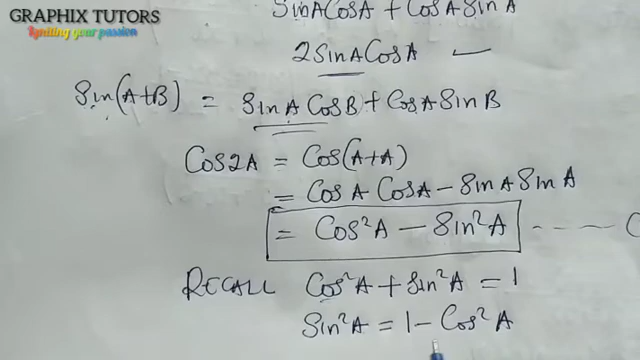 GRAPHIX TUTORS
Igniting your passion
SinACosA + CosASinA
2SinACosA
Sin(A+B) = SinACosB + CosASinB
Cos2A = Cos(A+A)
= CosACosA - SinASinA
= Cos²A - Sin²A -----
RECALL Cos²A + Sin²A = 1
Sin²A = 1 - Cos²A